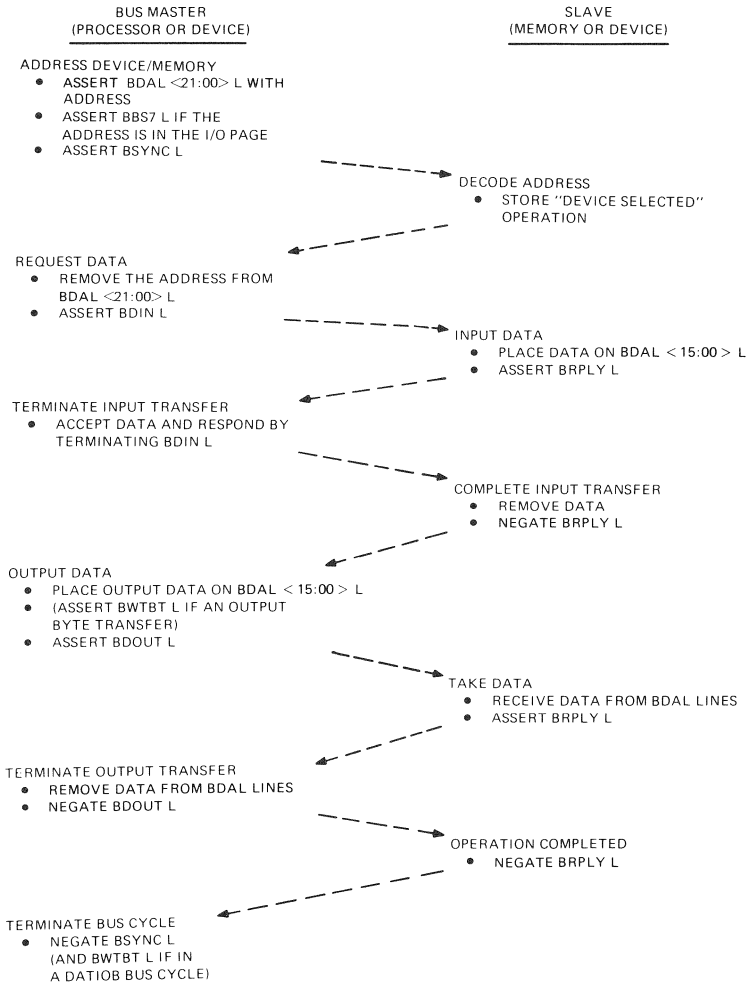 BUS MASTER
(PROCESSOR OR DEVICE)
SLAVE
(MEMORY OR DEVICE)
ADDRESS DEVICE/MEMORY
• ASSERT BDAL <21:00> L WITH
ADDRESS
• ASSERT BBS7 L IF THE
ADDRESS IS IN THE I/O PAGE
• ASSERT BSYNC L
DECODE ADDRESS
• STORE "DEVICE SELECTED"
OPERATION
REQUEST DATA
• REMOVE THE ADDRESS FROM
BDAL <21:00> L
• ASSERT BDIN L
INPUT DATA
• PLACE DATA ON BDAL < 15:00 > L
• ASSERT BRPLY L
TERMINATE INPUT TRANSFER
• ACCEPT DATA AND RESPOND BY
TERMINATING BDIN L
COMPLETE INPUT TRANSFER
• REMOVE DATA
• NEGATE BRPLY L
OUTPUT DATA
• PLACE OUTPUT DATA ON BDAL < 15:00 > L
• (ASSERT BWTBT L IF AN OUTPUT
BYTE TRANSFER)
• ASSERT BDOUT L
TAKE DATA
• RECEIVE DATA FROM BDAL LINES
• ASSERT BRPLY L
TERMINATE OUTPUT TRANSFER
• REMOVE DATA FROM BDAL LINES
• NEGATE BDOUT L
OPERATION COMPLETED
• NEGATE BRPLY L
TERMINATE BUS CYCLE
• NEGATE BSYNC L
(AND BWTBT L IF IN
A DATIOB BUS CYCLE)